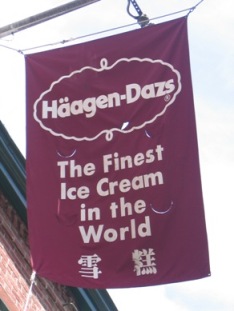 Häagen-Dazs®
The Finest
Ice Cream
in the
World
雪糕